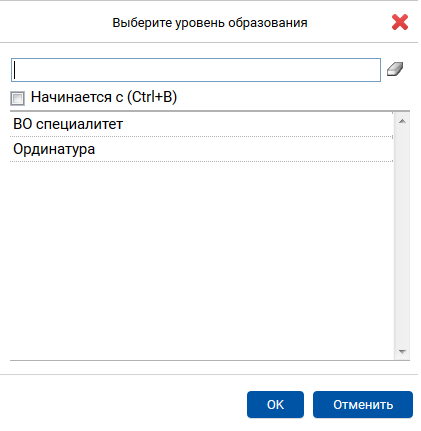 Выберите уровень образования
Начинается с (Ctrl+B)
ВО специалитет
Ординатура
OK
Отменить